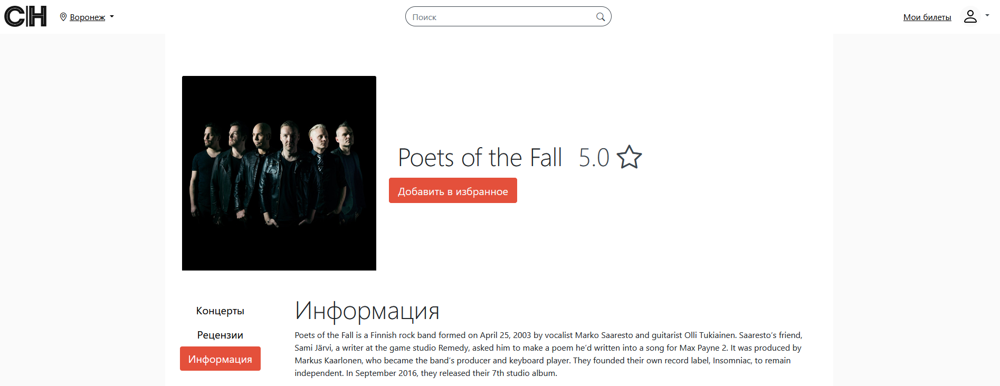 CH
Воронеж
Поиск
Мои билеты
Poets of the Fall 5.0
Добавить в избранное
Концерты
Рецензии
Информация
Информация
Poets of the Fall is a Finnish rock band formed on April 25, 2003 by vocalist Marko Saaresto and guitarist Olli Tukiainen. Saaresto’s friend,
Sami Järvi, a writer at the game studio Remedy, asked him to make a poem he’d written into a song for Max Payne 2. It was produced by
Markus Kaarlonen, who became the band’s producer and keyboard player. They founded their own record label, Insomniac, to remain
independent. In September 2016, they released their 7th studio album.